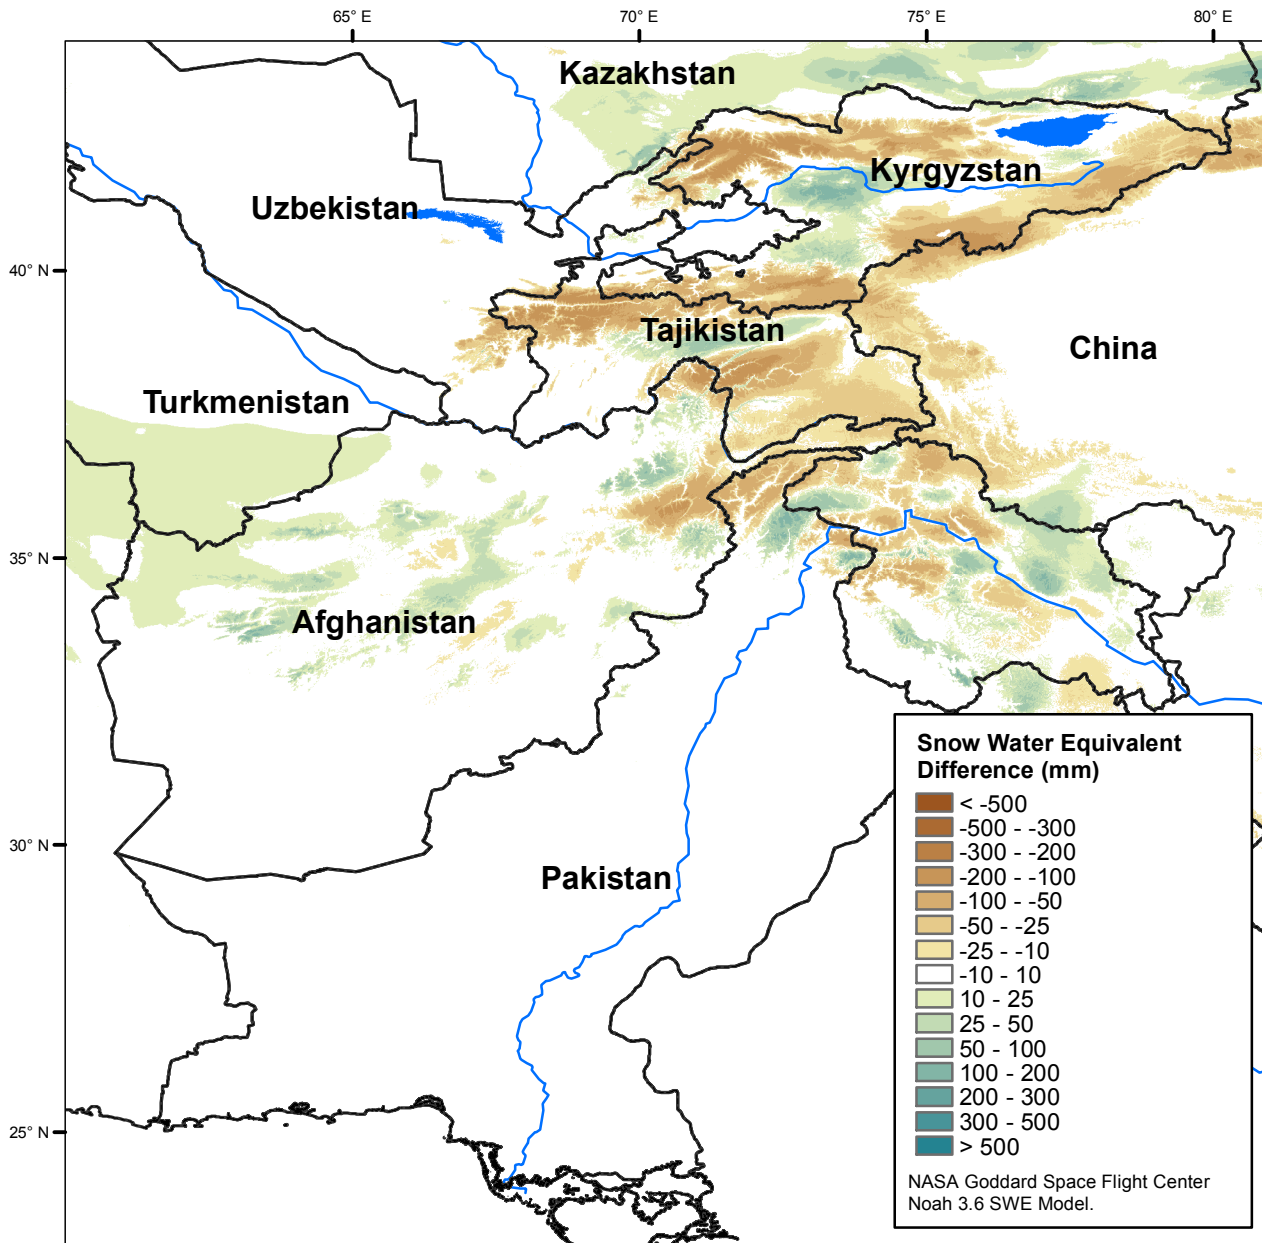 65° E
70° E
75° E
80° E
Kazakhstan
Kyrgyzstan
Uzbekistan
40° N
Tajikistan
China
Turkmenistan
35° N
Afghanistan
Snow Water Equivalent
Difference (mm)
< -500
-500 - -300
-300 - -200
-200 - -100
-100 - -50
-50 - -25
-25 - -10
-10 - 10
10 - 25
25 - 50
50 - 100
100 - 200
200 - 300
300 - 500
> 500
NASA Goddard Space Flight Center
Noah 3.6 SWE Model.
30° N
Pakistan
25° N